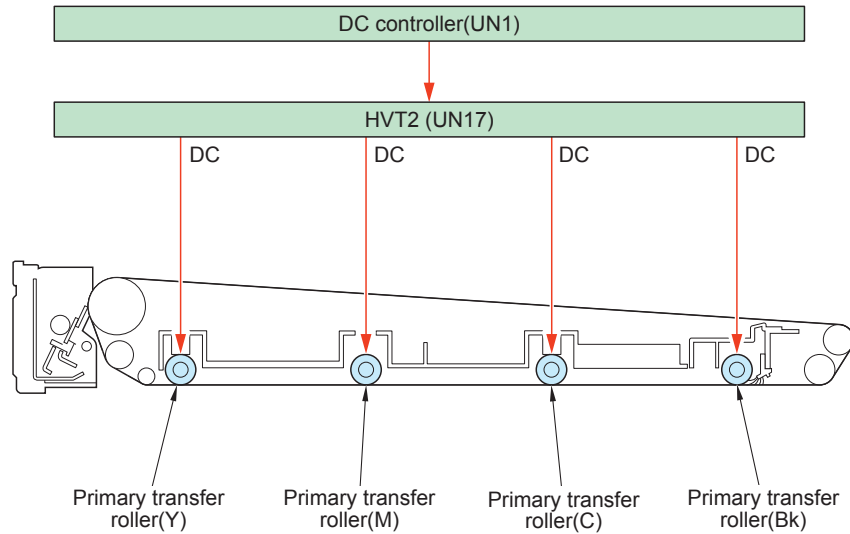 DC controller(UN1)
HVT2 (UN17)
DC
DC
DC
DC
Primary transfer
roller(Y)
Primary transfer
roller(M)
Primary transfer
roller(C)
Primary transfer
roller(Bk)